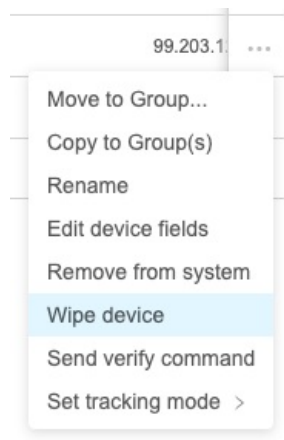 99.203.1
Move to Group...
Copy to Group(s)
Rename
Edit device fields
Remove from system
Wipe device
Send verify command
Set tracking mode >